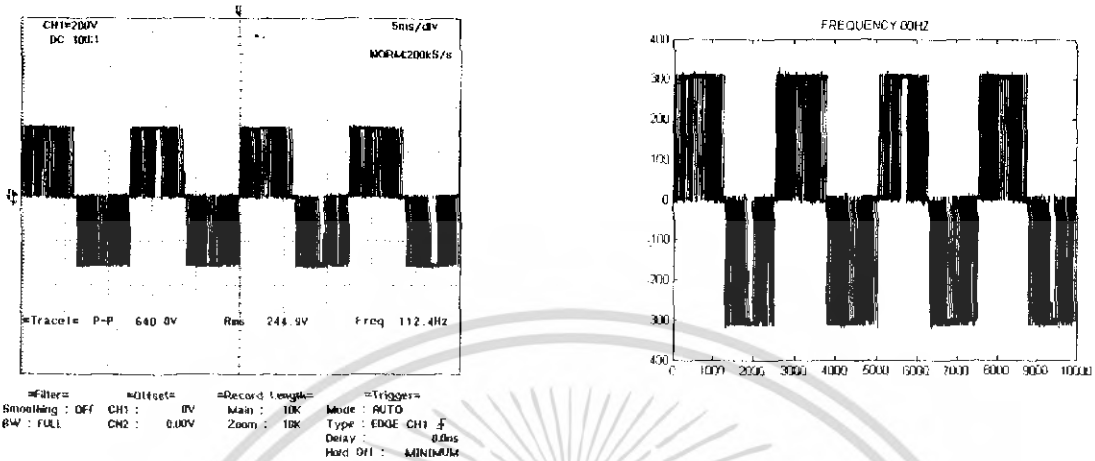 CH1=200V
5ms/div
DC
NORM:200kS/s
=Trace1= P-P 640.0V Rms 244.9V Freq 112.4Hz
=Filter= =Offset= =Record Length= =Trigger=
Smoothing : OFF CH1 : 0V Main : 10K Mode : AUTO
BW : FULL CH2 : 0.00V Zoom : 10K Type : EDGE CH1
Delay : 0.0ns
Hold Off : MINIMUM
FREQUENCY 80HZ
400
300
200
100
0
-100
-200
-300
-400
0 1000 2000 3000 4000 5000 6000 7000 8000 9000 10000